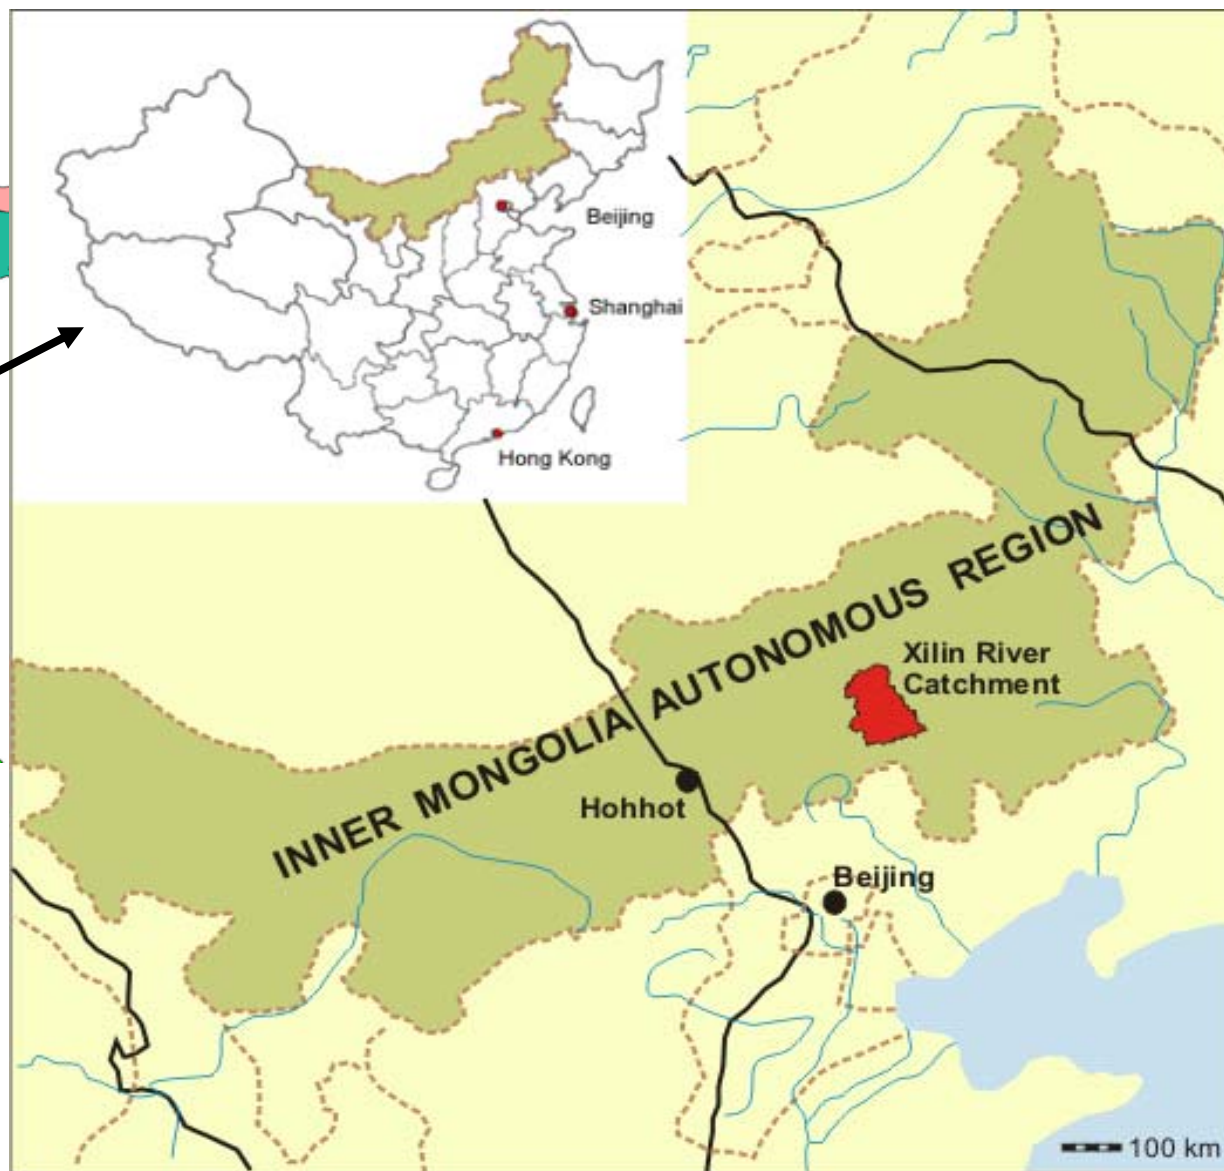 Beijing
Shanghai
Hong Kong
INNER MONGOLIA AUTONOMOUS REGION
Xilin River
Catchment
Hohhot
Beijing
100 km